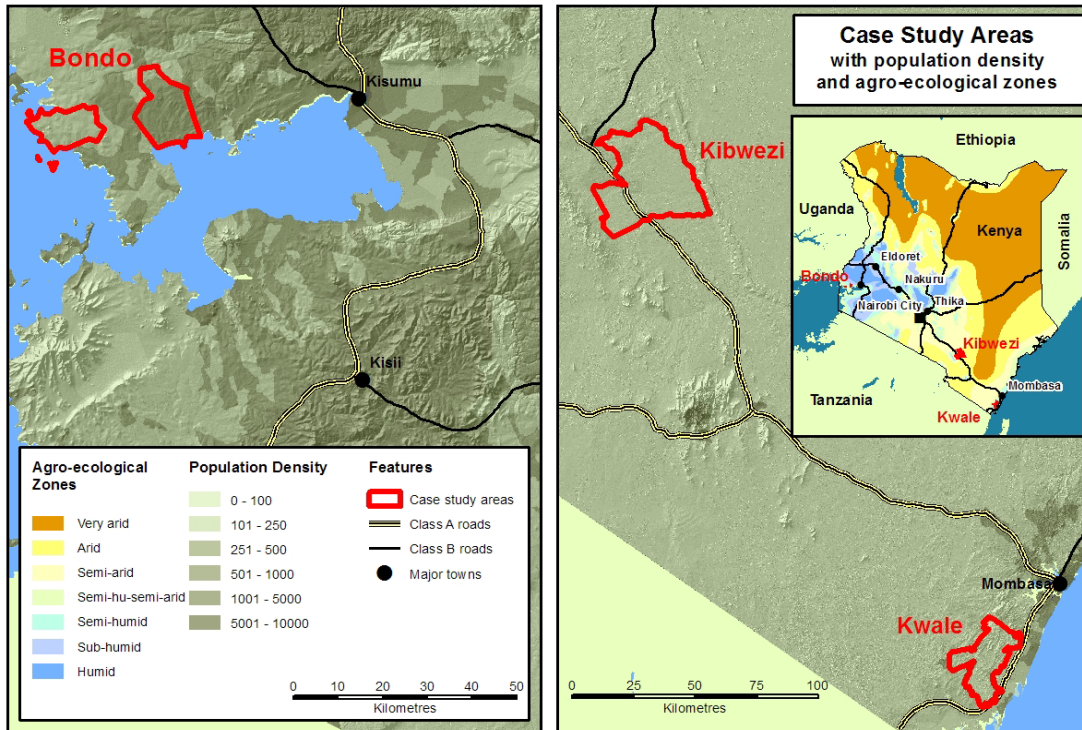 Bondo
Kisumu
Kisii
Agro-ecological
Zones
Very arid
Arid
Semi-arid
Semi-hu-semi-arid
Semi-humid
Sub-humid
Humid
Population Density
0 - 100
101 - 250
251 - 500
501 - 1000
1001 - 5000
5001 - 10000
Features
Case study areas
Class A roads
Class B roads
Major towns
0 10 20 30 40 50
Kilometres
Kibwezi
Mombasa
Kwale
0 25 50 100
Kilometres
Case Study Areas
with population density
and agro-ecological zones
Ethiopia
Uganda
Kenya
Somalia
Eldoret
Bondo
Nakuru
Nairobi City
Thika
Kibwezi
Mombasa
Tanzania
Kwale